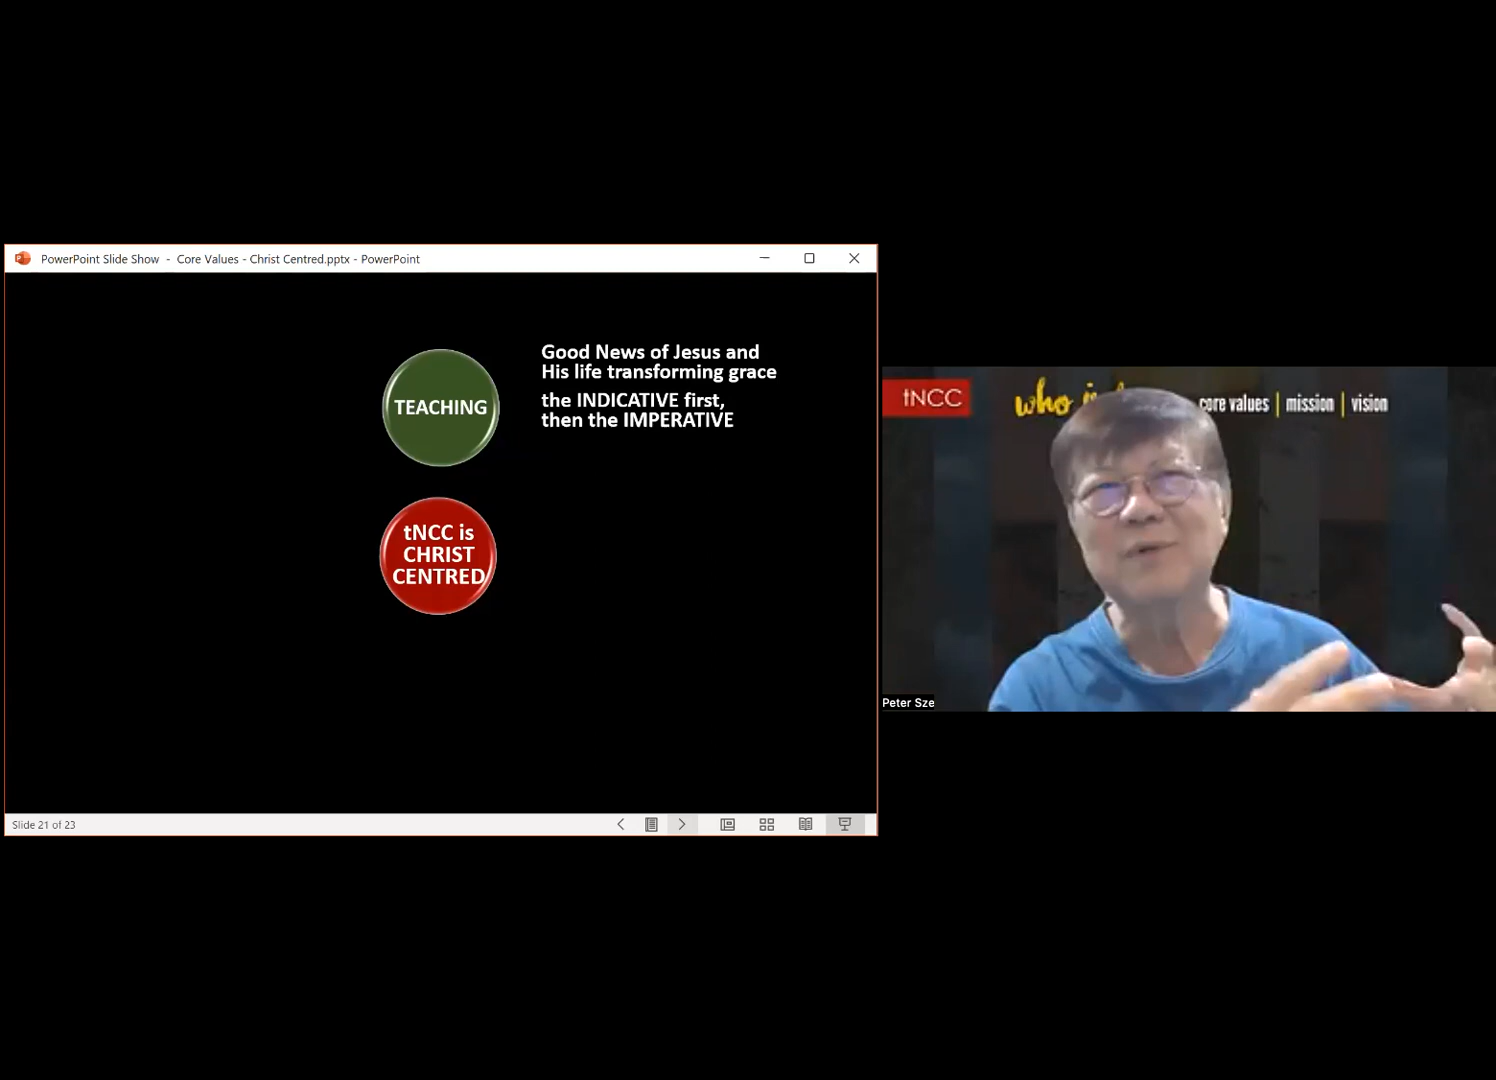 PowerPoint Slide Show - Core Values - Christ Centred.pptx - PowerPoint
TEACHING
Good News of Jesus and
His life transforming grace
the INDICATIVE first,
then the IMPERATIVE
tNCC is
CHRIST
CENTRED
Slide 21 of 23
tNCC
who
core values | mission | vision
Peter Sze